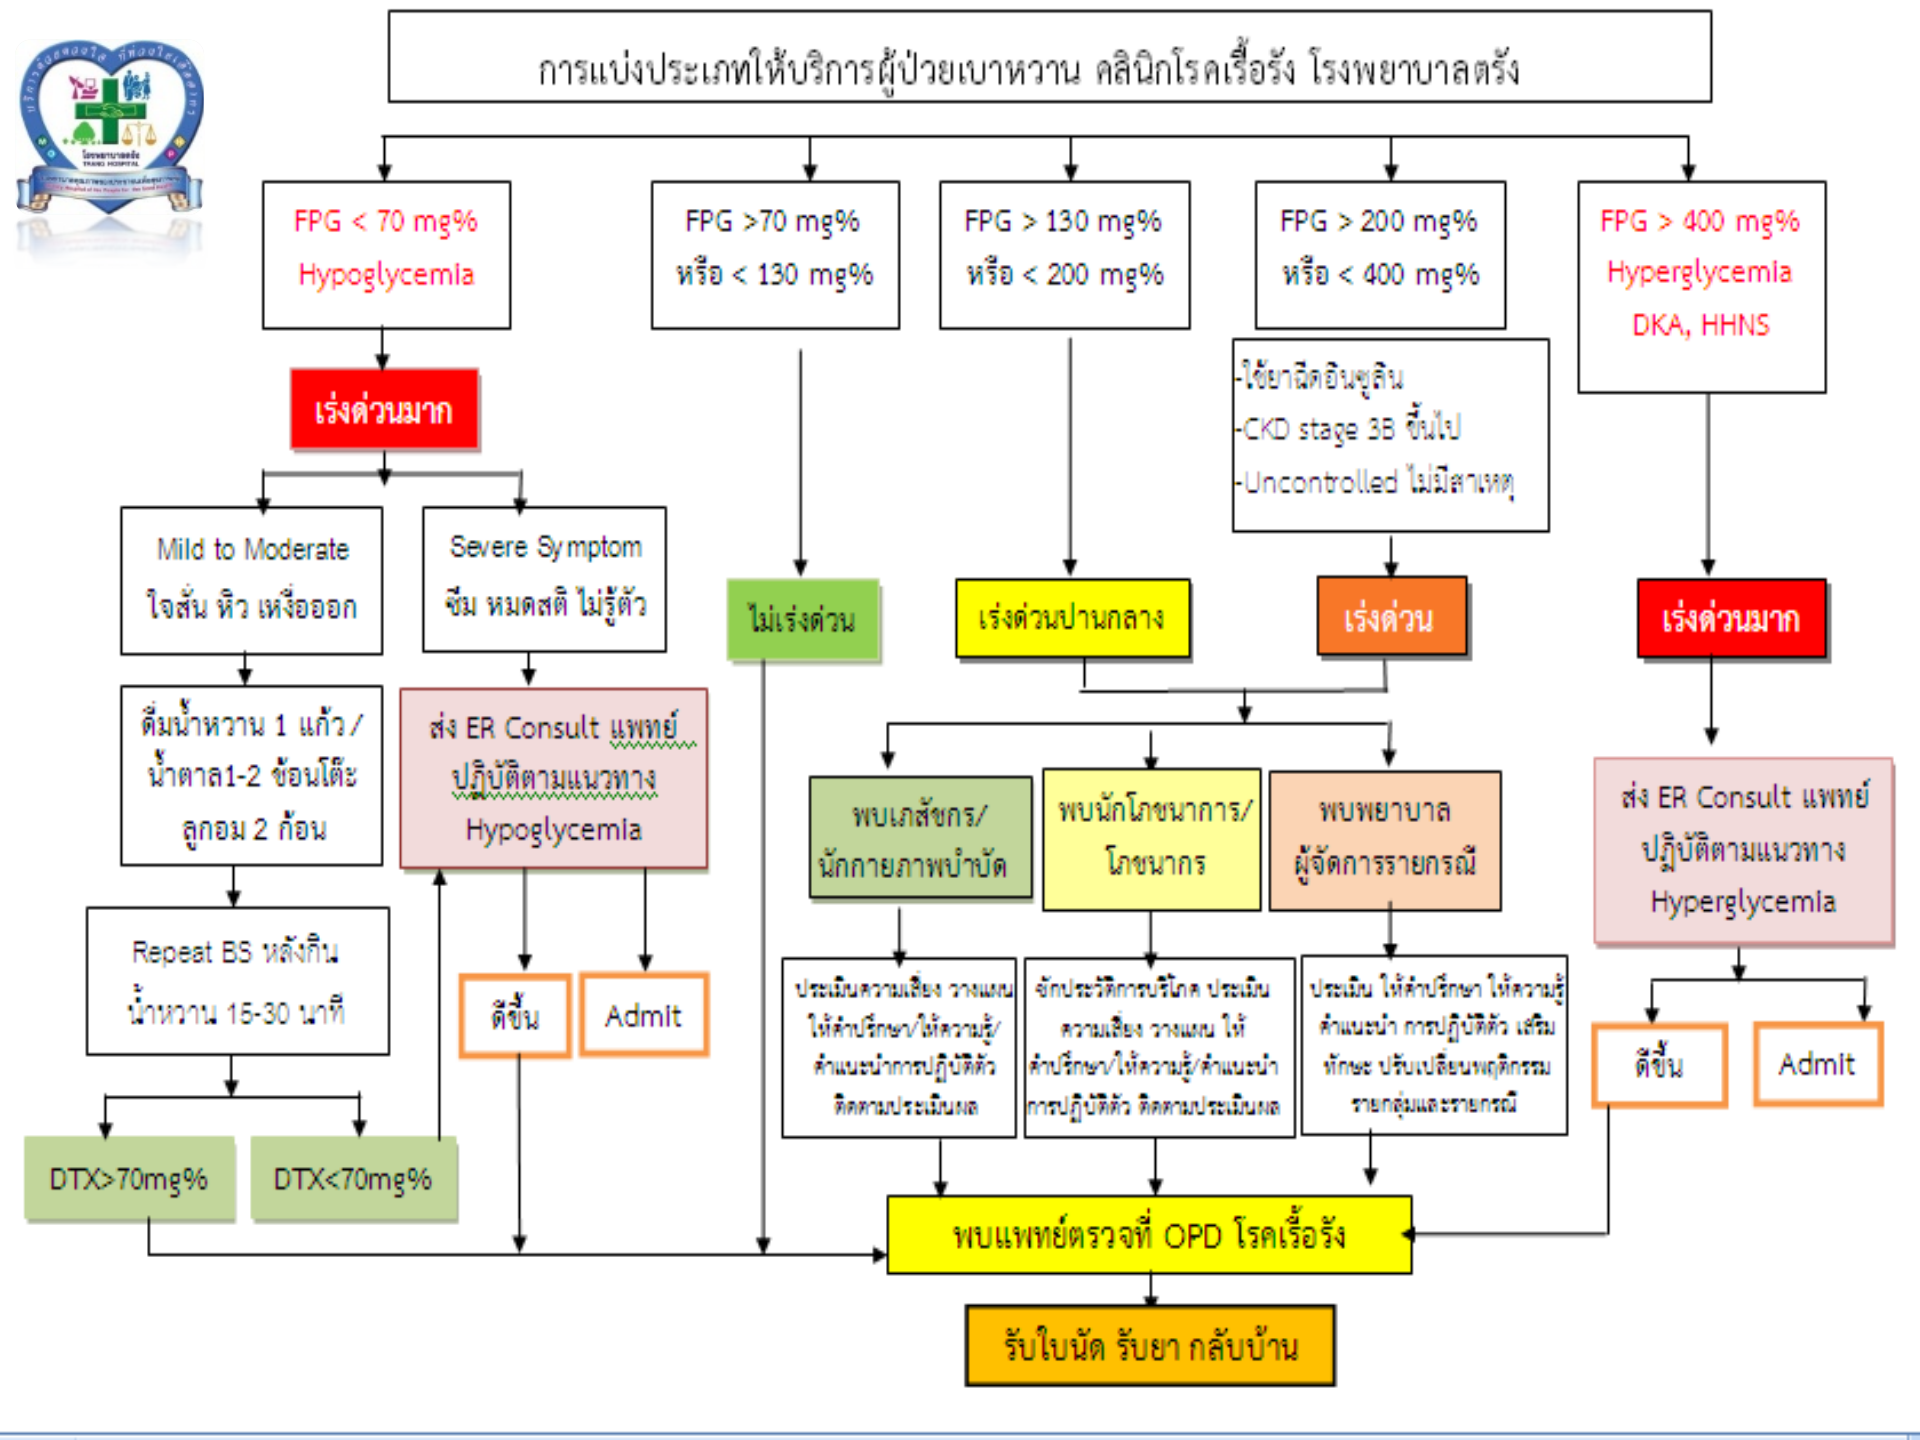 การแบ่งประเภทให้บริการผู้ป่วยเบาหวาน คลินิกโรคเรื้อรัง โรงพยาบาลตรัง
โรงพยาบาลตรัง
TRANG HOSPITAL
FPG < 70 mg%
Hypoglycemia
FPG >70 mg%
หรือ < 130 mg%
FPG > 130 mg%
หรือ < 200 mg%
FPG > 200 mg%
หรือ < 400 mg%
FPG > 400 mg%
Hyperglycemia
DKA, HHNS
-ใช้ยาฉีดอินซูลิน
-CKD stage 3B ขึ้นไป
-Uncontrolled ไม่มีสาเหตุ
เร่งด่วนมาก
Mild to Moderate
ใจสั่น หิว เหงื่อออก
Severe Symptom
ซึม หมดสติ ไม่รู้ตัว
ไม่เร่งด่วน
เร่งด่วนปานกลาง
เร่งด่วน
เร่งด่วนมาก
ดื่มน้ำหวาน 1 แก้ว/
น้ำตาล1-2 ช้อนโต๊ะ
ลูกอม 2 ก้อน
ส่ง ER Consult แพทย์
ปฏิบัติตามแนวทาง
Hypoglycemia
พบเภสัชกร/
นักกายภาพบำบัด
พบนักโภชนาการ/
โภชนากร
พบพยาบาล
ผู้จัดการรายกรณี
ส่ง ER Consult แพทย์
ปฏิบัติตามแนวทาง
Hyperglycemia
Repeat BS หลังกิน
น้ำหวาน 15-30 นาที
ดีขึ้น
Admit
ประเมินความเสี่ยง วางแผน
ให้คำปรึกษา/ให้ความรู้/
คำแนะนำการปฏิบัติตัว
ติดตามประเมินผล
ซักประวัติการบริโภค ประเมิน
ความเสี่ยง วางแผน ให้
คำปรึกษา/ให้ความรู้/คำแนะนำ
การปฏิบัติตัว ติดตามประเมินผล
ประเมิน ให้คำปรึกษา ให้ความรู้
คำแนะนำ การปฏิบัติตัว เสริม
ทักษะ ปรับเปลี่ยนพฤติกรรม
รายกลุ่มและรายกรณี
ดีขึ้น
Admit
DTX>70mg%
DTX<70mg%
พบแพทย์ตรวจที่ OPD โรคเรื้อรัง
รับใบนัด รับยา กลับบ้าน